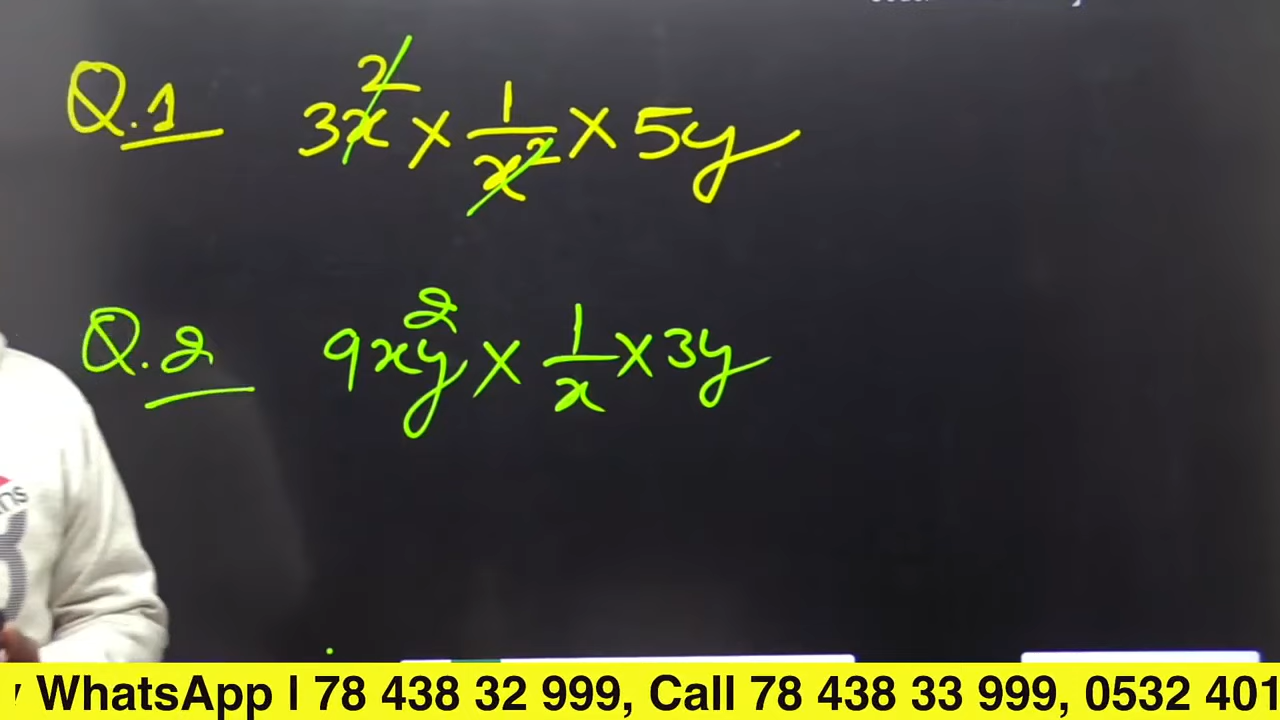 Q.1 3x² × 1/x² × 5y
Q.2 9xy² × 1/x × 3y
WhatsApp | 78 438 32 999, Call 78 438 33 999, 0532 401